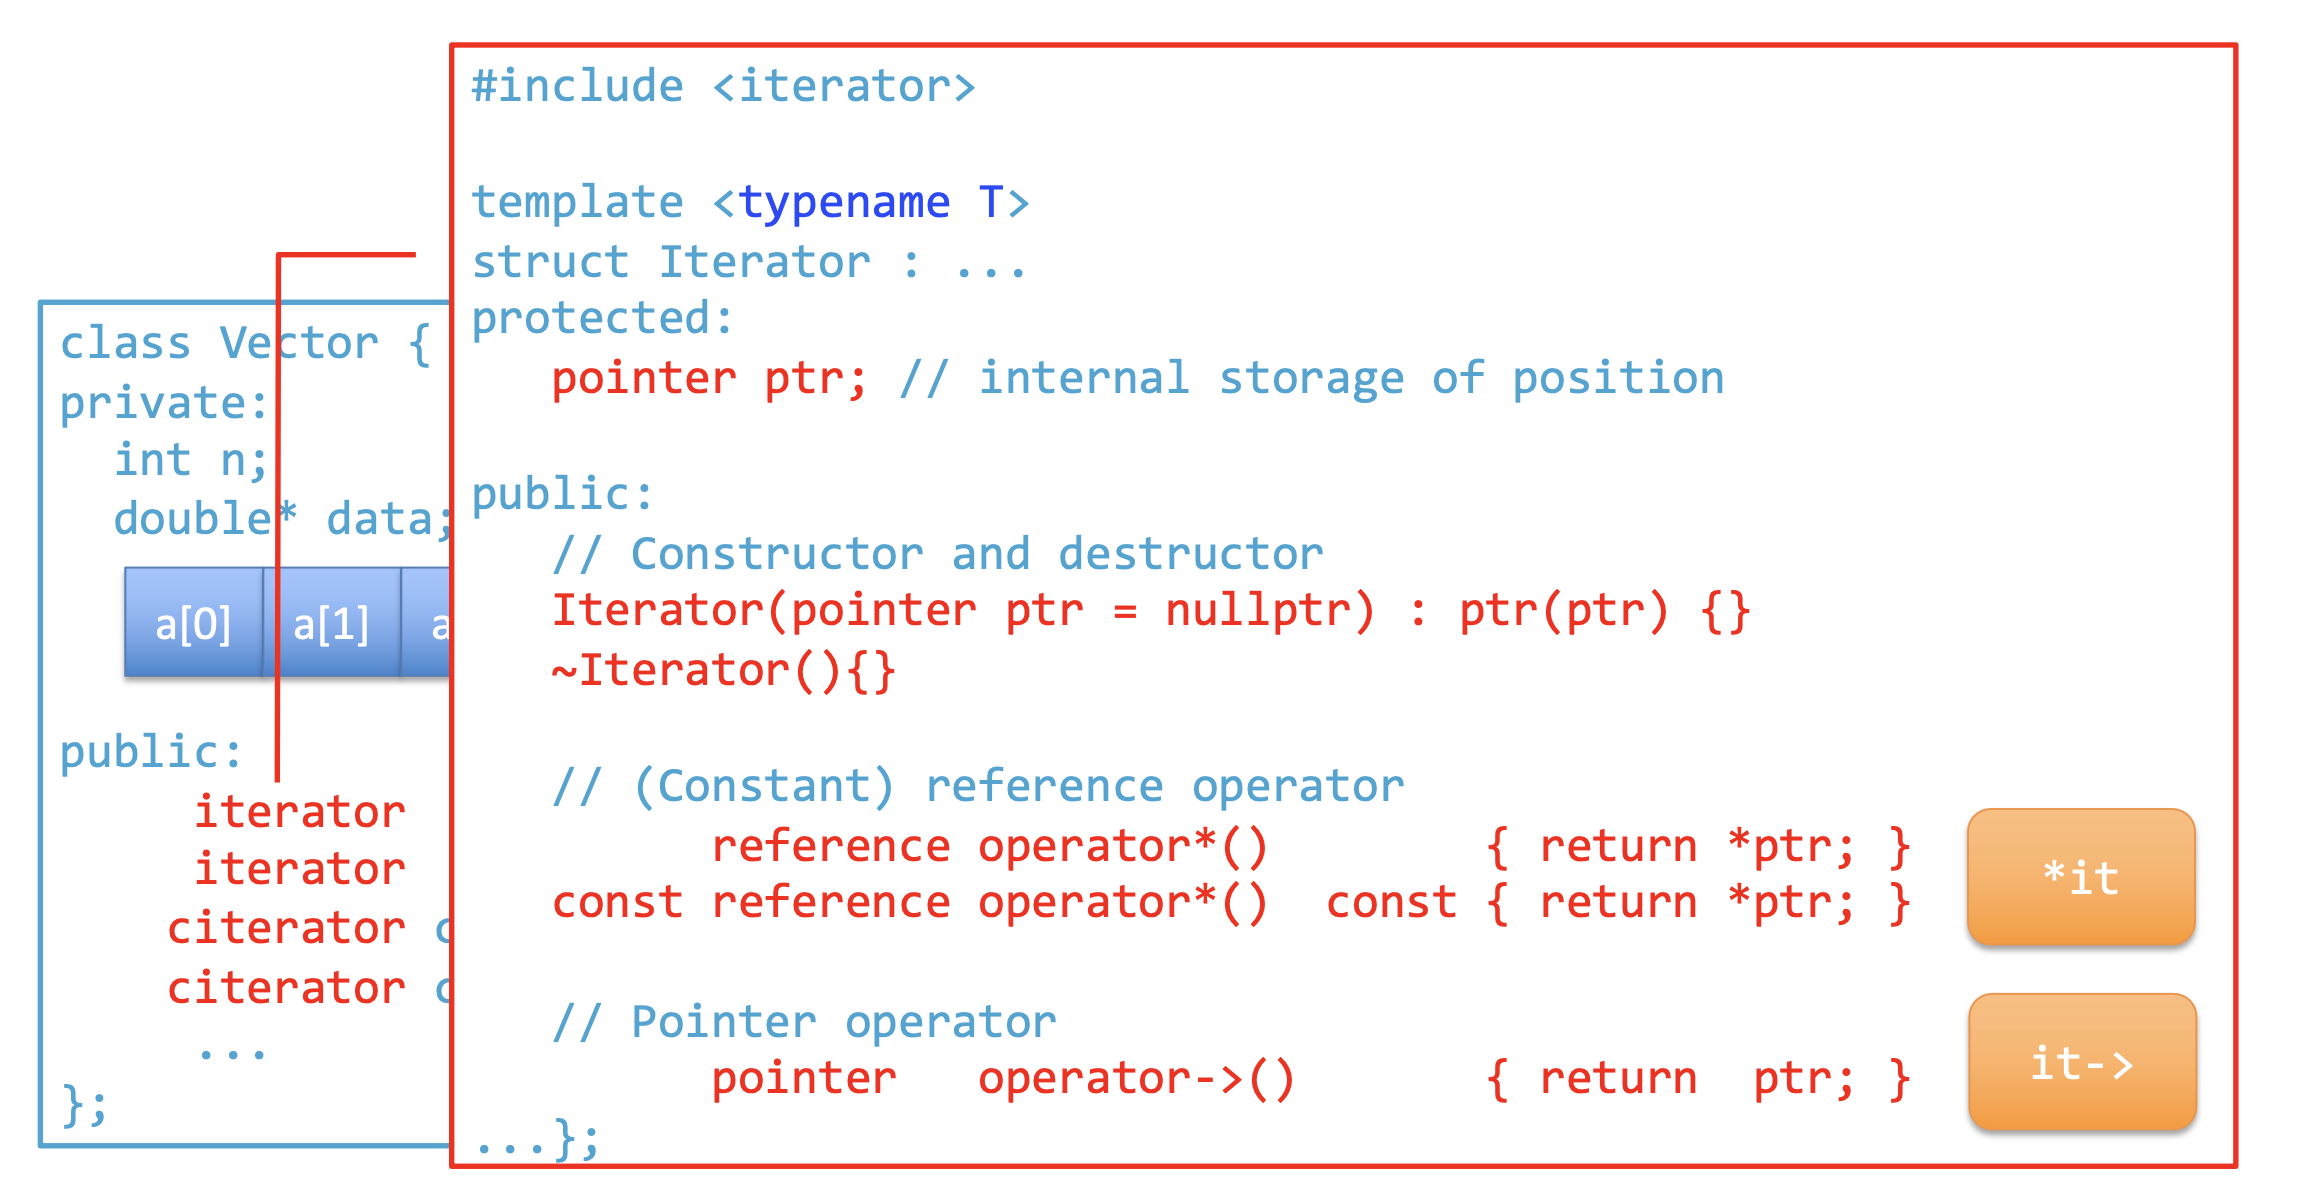 #include <iterator>
template <typename T>
struct Iterator : ...
protected:
pointer ptr; // internal storage of position
public:
// Constructor and destructor
Iterator(pointer ptr = nullptr) : ptr(ptr) {}
~Iterator(){}
// (Constant) reference operator
reference operator*() { return *ptr; }
const reference operator*() const { return *ptr; }
*it
// Pointer operator
pointer operator->() { return ptr; }
it->
...};
class Vector {
private:
int n;
double* data;
a[0] a[1] a
public:
iterator
iterator
citerator c
citerator c
...
};